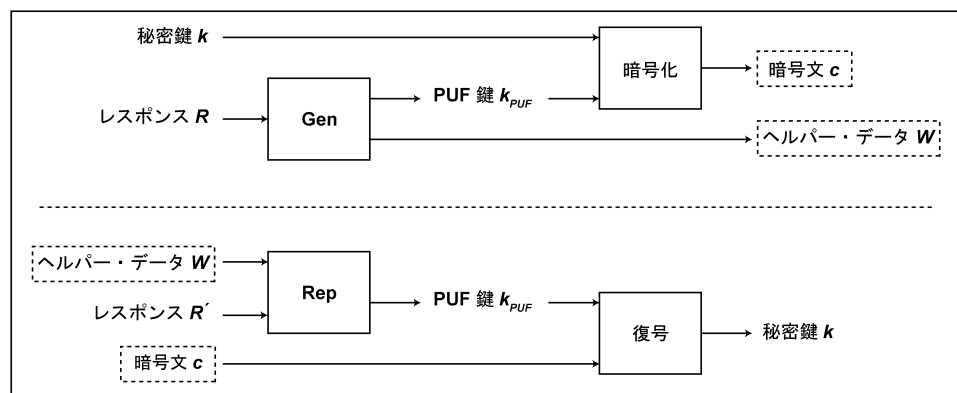 秘密鍵 k
暗号化
暗号文 c
レスポンス R
Gen
PUF 鍵 kPUF
ヘルパー・データ W
ヘルパー・データ W
Rep
レスポンス R´
PUF 鍵 kPUF
復号
秘密鍵 k
暗号文 c